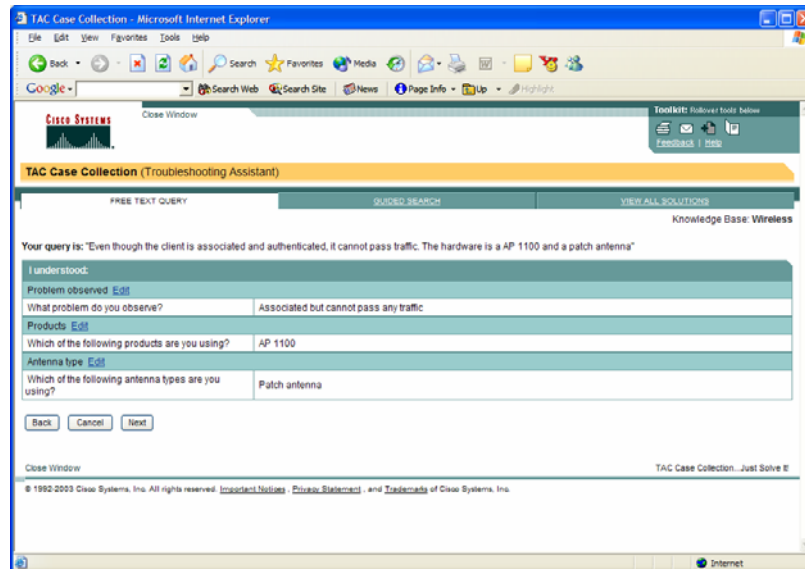 TAC Case Collection - Microsoft Internet Explorer
File Edit View Favorites Tools Help
Back Search Favorites Media
Google Search Web Search Site News Page Info Up Highlight
CISCO SYSTEMS
Close Window
Toolkit: Rollover tools below
Feedback | Help
TAC Case Collection (Troubleshooting Assistant)
FREE TEXT QUERY GUIDED SEARCH VIEW ALL SOLUTIONS
Knowledge Base: Wireless
Your query is: "Even though the client is associated and authenticated, it cannot pass traffic. The hardware is a AP 1100 and a patch antenna"
I understood:
Problem observed Edit
What problem do you observe? Associated but cannot pass any traffic
Products Edit
Which of the following products are you using? AP 1100
Antenna type Edit
Which of the following antenna types are you using? Patch antenna
Back Cancel Next
Close Window TAC Case Collection...Just Solve It!
© 1992-2003 Cisco Systems, Inc. All rights reserved. Important Notices , Privacy Statement , and Trademarks of Cisco Systems, Inc.
Internet